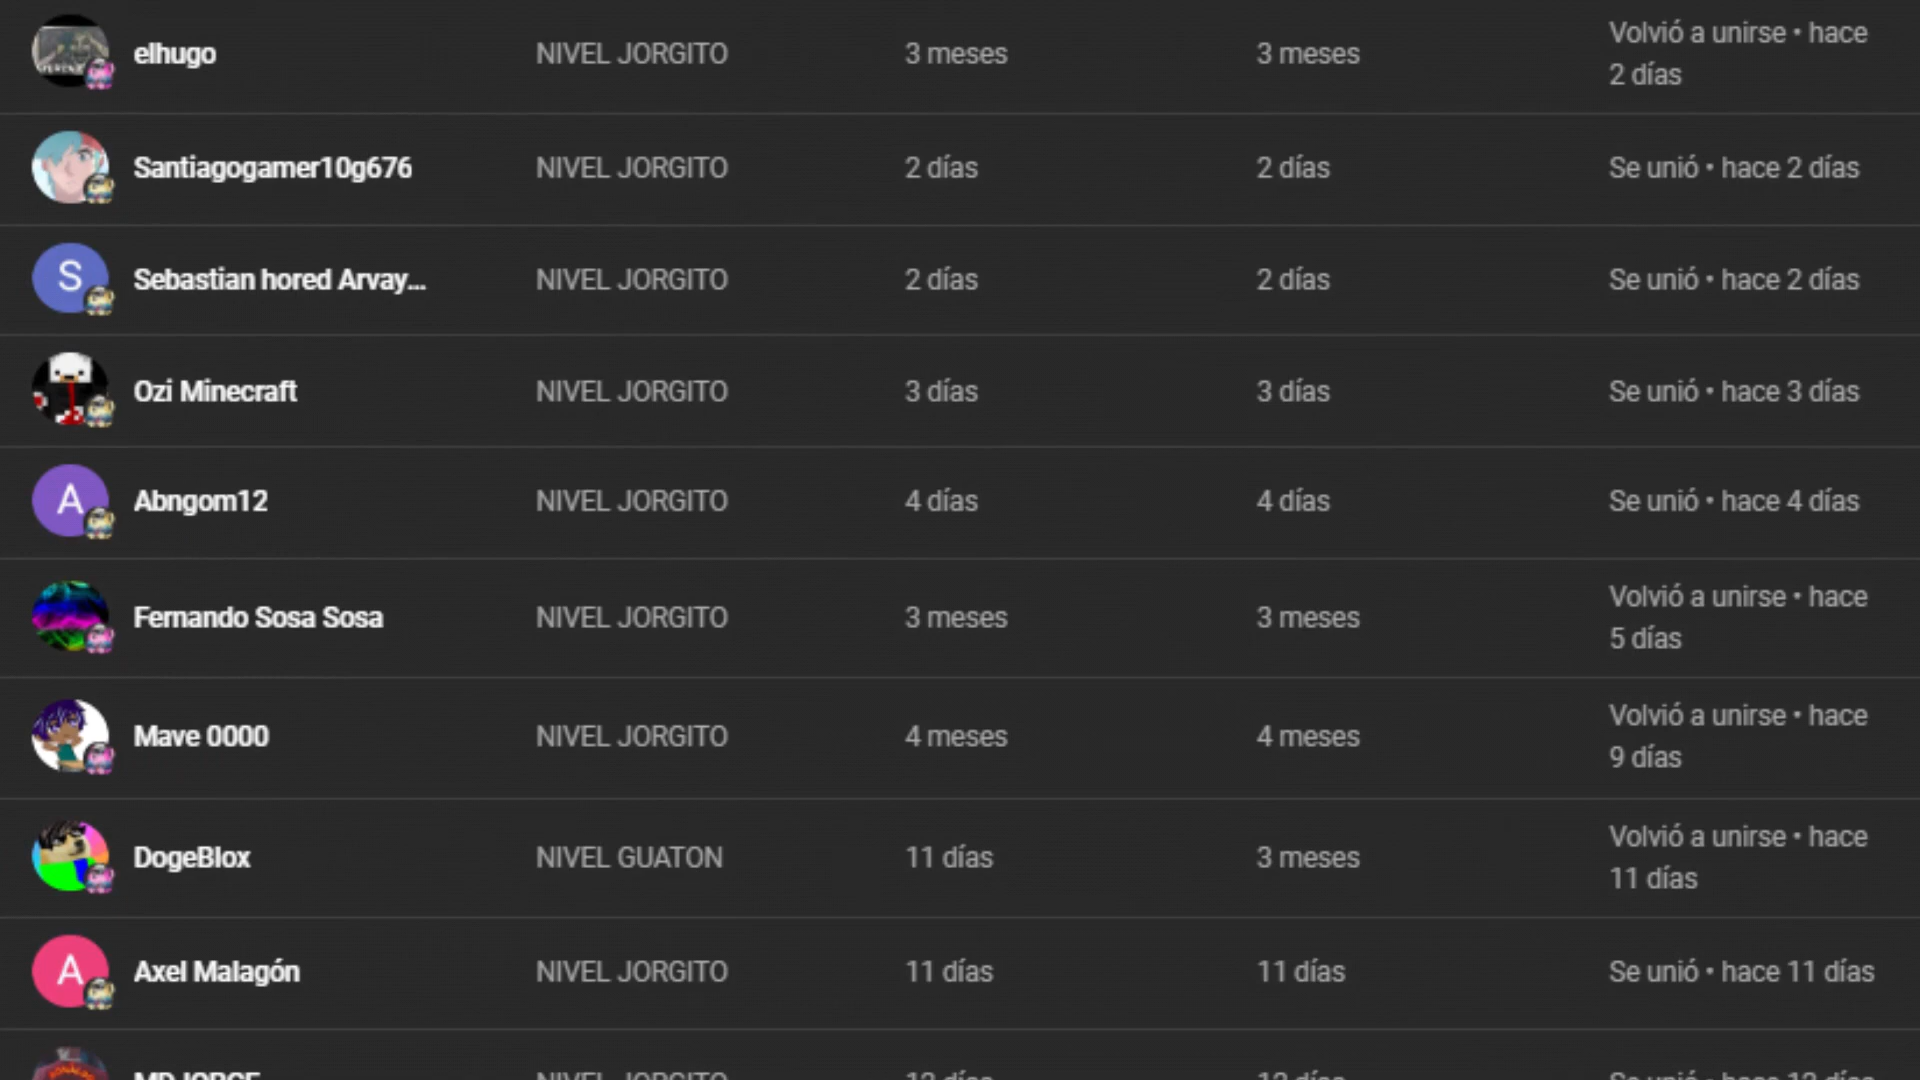 elhugo NIVEL JORGITO 3 meses 3 meses Volvió a unirse • hace
2 días
Santiagogamer10g676 NIVEL JORGITO 2 días 2 días Se unió • hace 2 días
S Sebastian hored Arvay... NIVEL JORGITO 2 días 2 días Se unió • hace 2 días
Ozi Minecraft NIVEL JORGITO 3 días 3 días Se unió • hace 3 días
A Abngom12 NIVEL JORGITO 4 días 4 días Se unió • hace 4 días
Fernando Sosa Sosa NIVEL JORGITO 3 meses 3 meses Volvió a unirse • hace
5 días
Mave 0000 NIVEL JORGITO 4 meses 4 meses Volvió a unirse • hace
9 días
DogeBlox NIVEL GUATON 11 días 3 meses Volvió a unirse • hace
11 días
A Axel Malagón NIVEL JORGITO 11 días 11 días Se unió • hace 11 días